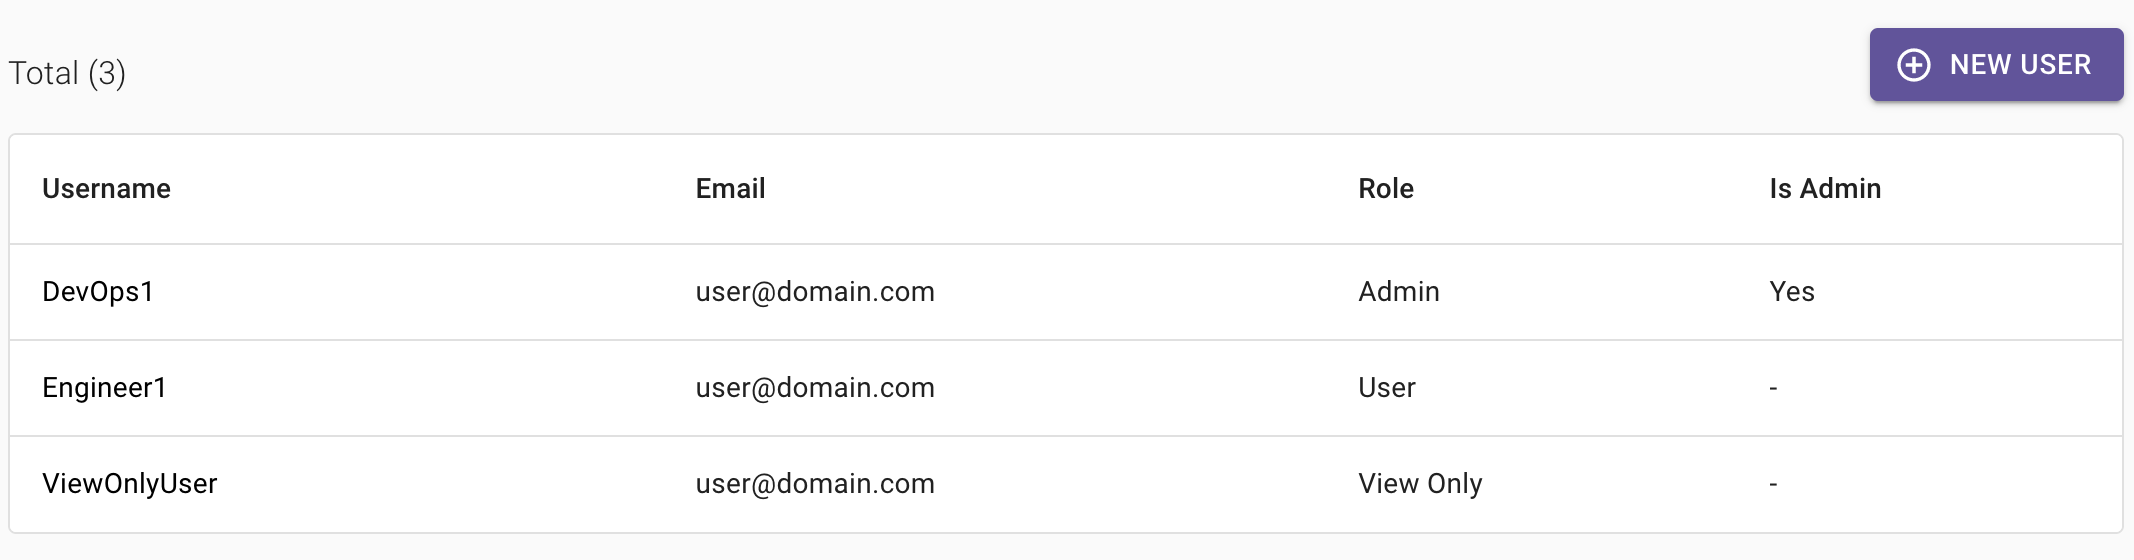 Total (3)
NEW USER
Username Email Role Is Admin
DevOps1 user@domain.com Admin Yes
Engineer1 user@domain.com User -
ViewOnlyUser user@domain.com View Only -